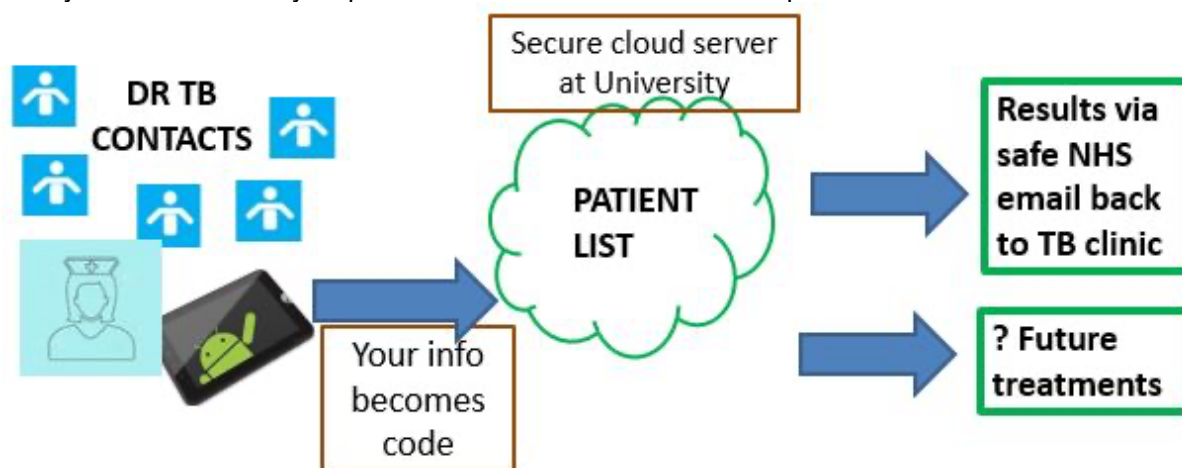 Secure cloud server
at University
DR TB
CONTACTS
PATIENT
LIST
Your info
becomes
code
Results via
safe NHS
email back
to TB clinic
? Future
treatments